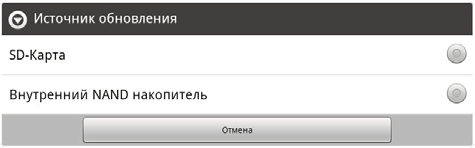 Источник обновления
SD-Карта
Внутренний NAND накопитель
Отмена